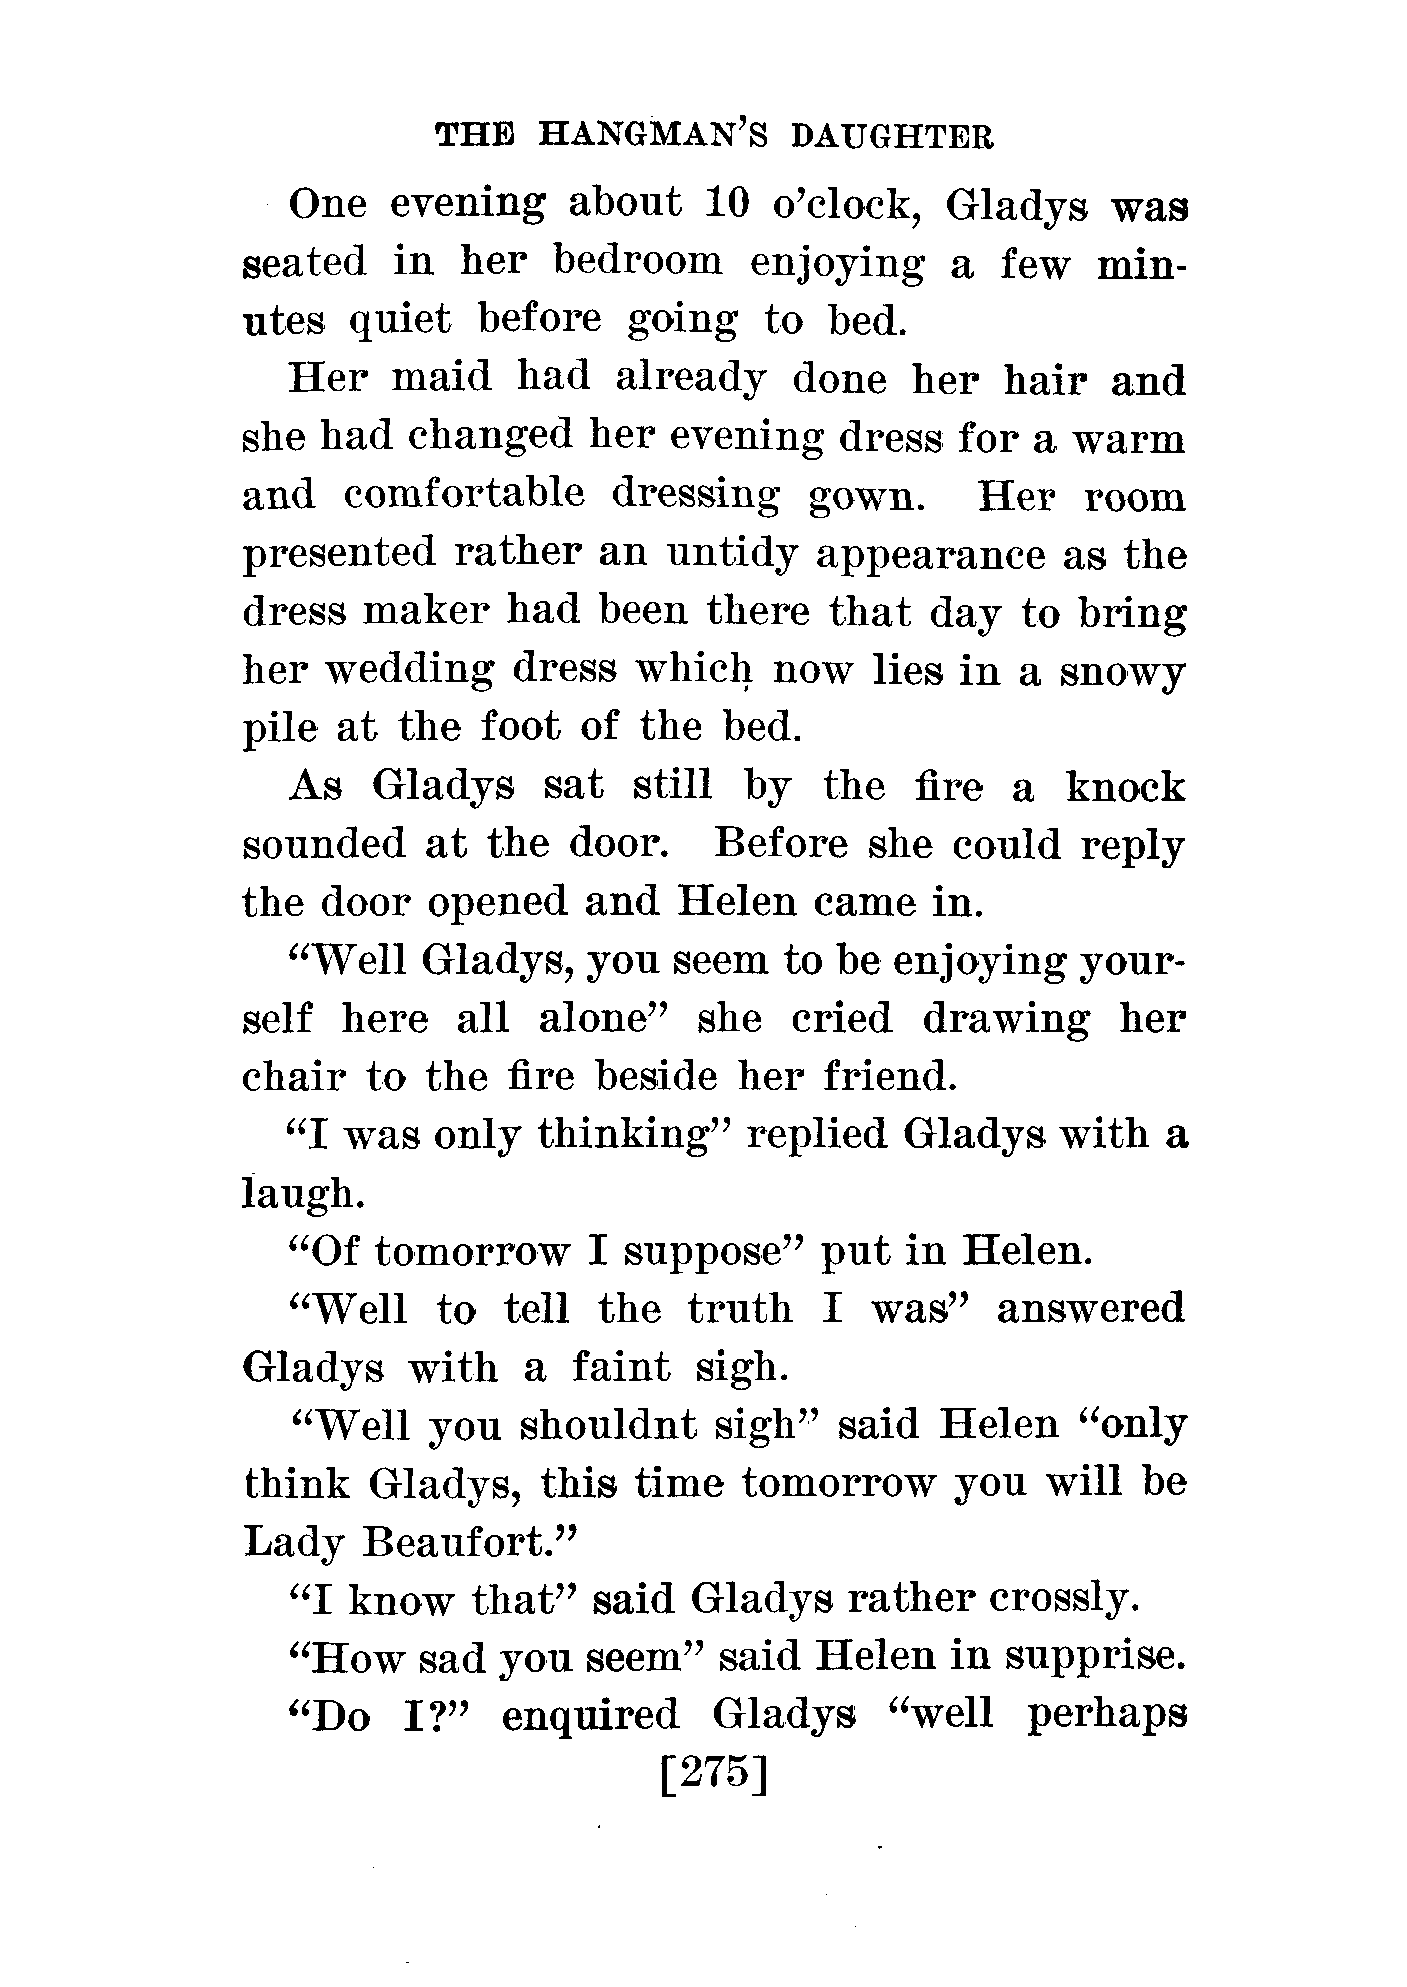 THE HANGMAN'S DAUGHTER
One evening about 10 o'clock, Gladys was
seated in her bedroom enjoying a few min-
utes quiet before going to bed.
Her maid had already done her hair and
she had changed her evening dress for a warm
and comfortable dressing gown. Her room
presented rather an untidy appearance as the
dress maker had been there that day to bring
her wedding dress which now lies in a snowy
pile at the foot of the bed.
As Gladys sat still by the fire a knock
sounded at the door. Before she could reply
the door opened and Helen came in.
“Well Gladys, you seem to be enjoying your-
self here all alone” she cried drawing her
chair to the fire beside her friend.
“I was only thinking” replied Gladys with a
laugh.
“Of tomorrow I suppose” put in Helen.
“Well to tell the truth I was” answered
Gladys with a faint sigh.
“Well you shouldnt sigh” said Helen “only
think Gladys, this time tomorrow you will be
Lady Beaufort.”
“I know that” said Gladys rather crossly.
“How sad you seem” said Helen in supprise.
“Do I?” enquired Gladys “well perhaps
[275]